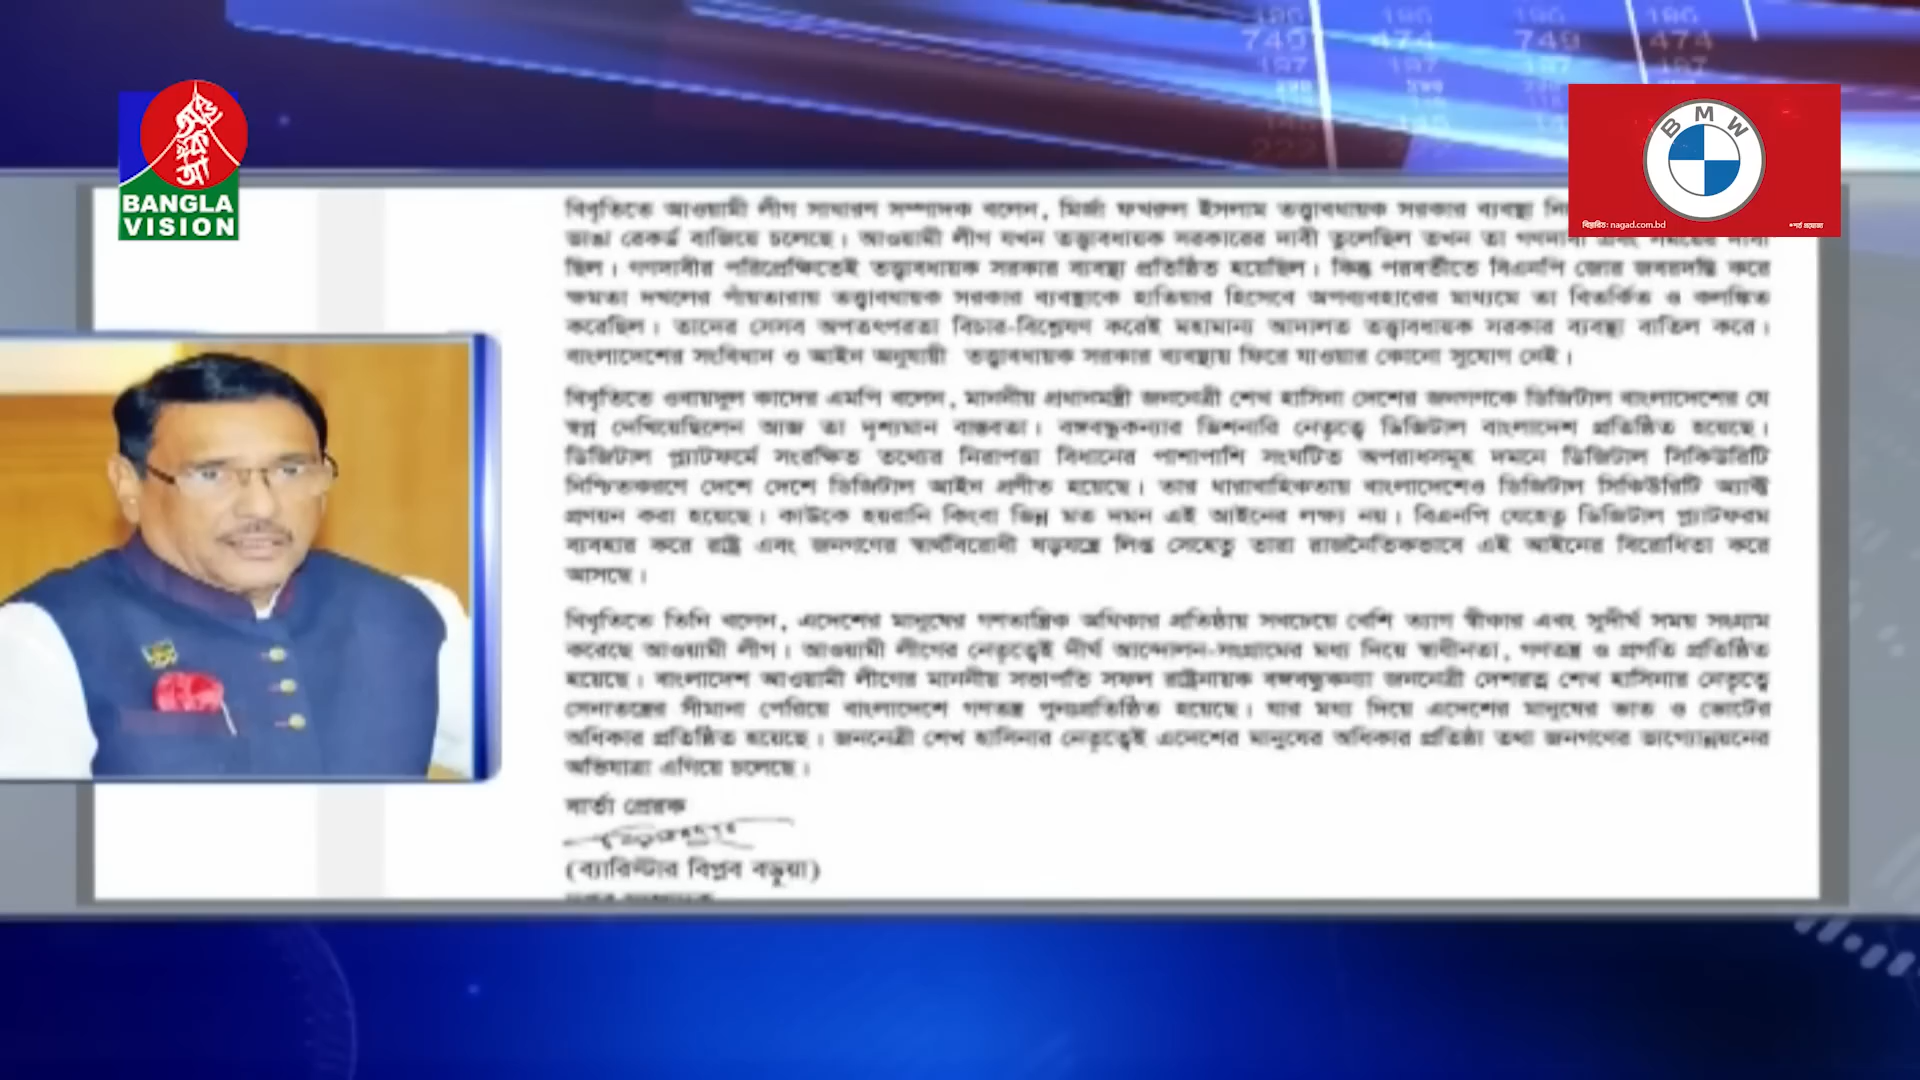 BANGLA
VISION
BMW
বিস্তারিত: nagad.com.bd
*শর্ত প্রযোজ্য
বিবৃতিতে আওয়ামী লীগ সাধারণ সম্পাদক বলেন, মির্জা ফখরুল ইসলাম তত্ত্বাবধায়ক সরকার ব্যবস্থা
ভাঙা রেকর্ড বাজিয়ে চলেছে। আওয়ামী লীগ যখন তত্ত্বাবধায়ক সরকারের দাবী তুলেছিল তখন তা গণদাবী এবং সময়ের দাবী
ছিল। গণদাবীর পরিপ্রেক্ষিতেই তত্ত্বাবধায়ক সরকার ব্যবস্থা প্রতিষ্ঠিত হয়েছিল। কিন্তু পরবর্তীতে বিএনপি জোর জবরদস্তি করে
ক্ষমতা দখলের পাঁয়তারায় তত্ত্বাবধায়ক সরকার ব্যবস্থাকে হাতিয়ার হিসেবে অপব্যবহারের মাধ্যমে তা বিতর্কিত ও কলঙ্কিত
করেছিল। তাদের সেসব অপতৎপরতা বিচার-বিশ্লেষণ করেই মহামান্য আদালত তত্ত্বাবধায়ক সরকার ব্যবস্থা বাতিল করে।
বাংলাদেশের সংবিধান ও আইন অনুযায়ী তত্ত্বাবধায়ক সরকার ব্যবস্থায় ফিরে যাওয়ার কোনো সুযোগ নেই।
বিবৃতিতে ওবায়দুল কাদের এমপি বলেন, মাননীয় প্রধানমন্ত্রী জননেত্রী শেখ হাসিনা দেশের জনগণকে ডিজিটাল বাংলাদেশের যে
স্বপ্ন দেখিয়েছিলেন আজ তা দৃশ্যমান বাস্তবতা। বঙ্গবন্ধুকন্যার ভিশনারি নেতৃত্বে ডিজিটাল বাংলাদেশ প্রতিষ্ঠিত হয়েছে।
ডিজিটাল প্ল্যাটফর্মে সংরক্ষিত তথ্যের নিরাপত্তা বিধানের পাশাপাশি সংঘটিত অপরাধসমূহ দমনে ডিজিটাল সিকিউরিটি
নিশ্চিতকরণে দেশে দেশে ডিজিটাল আইন প্রণীত হয়েছে। তার ধারাবাহিকতায় বাংলাদেশেও ডিজিটাল সিকিউরিটি অ্যাক্ট
প্রণয়ন করা হয়েছে। কাউকে হয়রানি কিংবা ভিন্ন মত দমন এই আইনের লক্ষ্য নয়। বিএনপি যেহেতু ডিজিটাল প্ল্যাটফরম
ব্যবহার করে রাষ্ট্র এবং জনগণের স্বার্থবিরোধী ষড়যন্ত্রে লিপ্ত সেহেতু তারা রাজনৈতিকভাবে এই আইনের বিরোধিতা করে
আসছে।
বিবৃতিতে তিনি বলেন, এদেশের মানুষের গণতান্ত্রিক অধিকার প্রতিষ্ঠায় সবচেয়ে বেশি ত্যাগ স্বীকার এবং সুদীর্ঘ সময় সংগ্রাম
করেছে আওয়ামী লীগ। আওয়ামী লীগের নেতৃত্বেই দীর্ঘ আন্দোলন-সংগ্রামের মধ্য দিয়ে স্বাধীনতা, গণতন্ত্র ও প্রগতি প্রতিষ্ঠিত
হয়েছে। বাংলাদেশ আওয়ামী লীগের মাননীয় সভাপতি সফল রাষ্ট্রনায়ক বঙ্গবন্ধুকন্যা জননেত্রী দেশরত্ন শেখ হাসিনার নেতৃত্বে
সেনাতন্ত্রের সীমানা পেরিয়ে বাংলাদেশে গণতন্ত্র পুনঃপ্রতিষ্ঠিত হয়েছে। যার মধ্য দিয়ে এদেশের মানুষের ভাত ও ভোটের
অধিকার প্রতিষ্ঠিত হয়েছে। জননেত্রী শেখ হাসিনার নেতৃত্বেই এদেশের মানুষের অধিকার প্রতিষ্ঠা তথা জনগণের ভাগ্যোন্নয়নের
অভিযাত্রা এগিয়ে চলেছে।
বার্তা প্রেরক
(ব্যারিস্টার বিপ্লব বড়ুয়া)